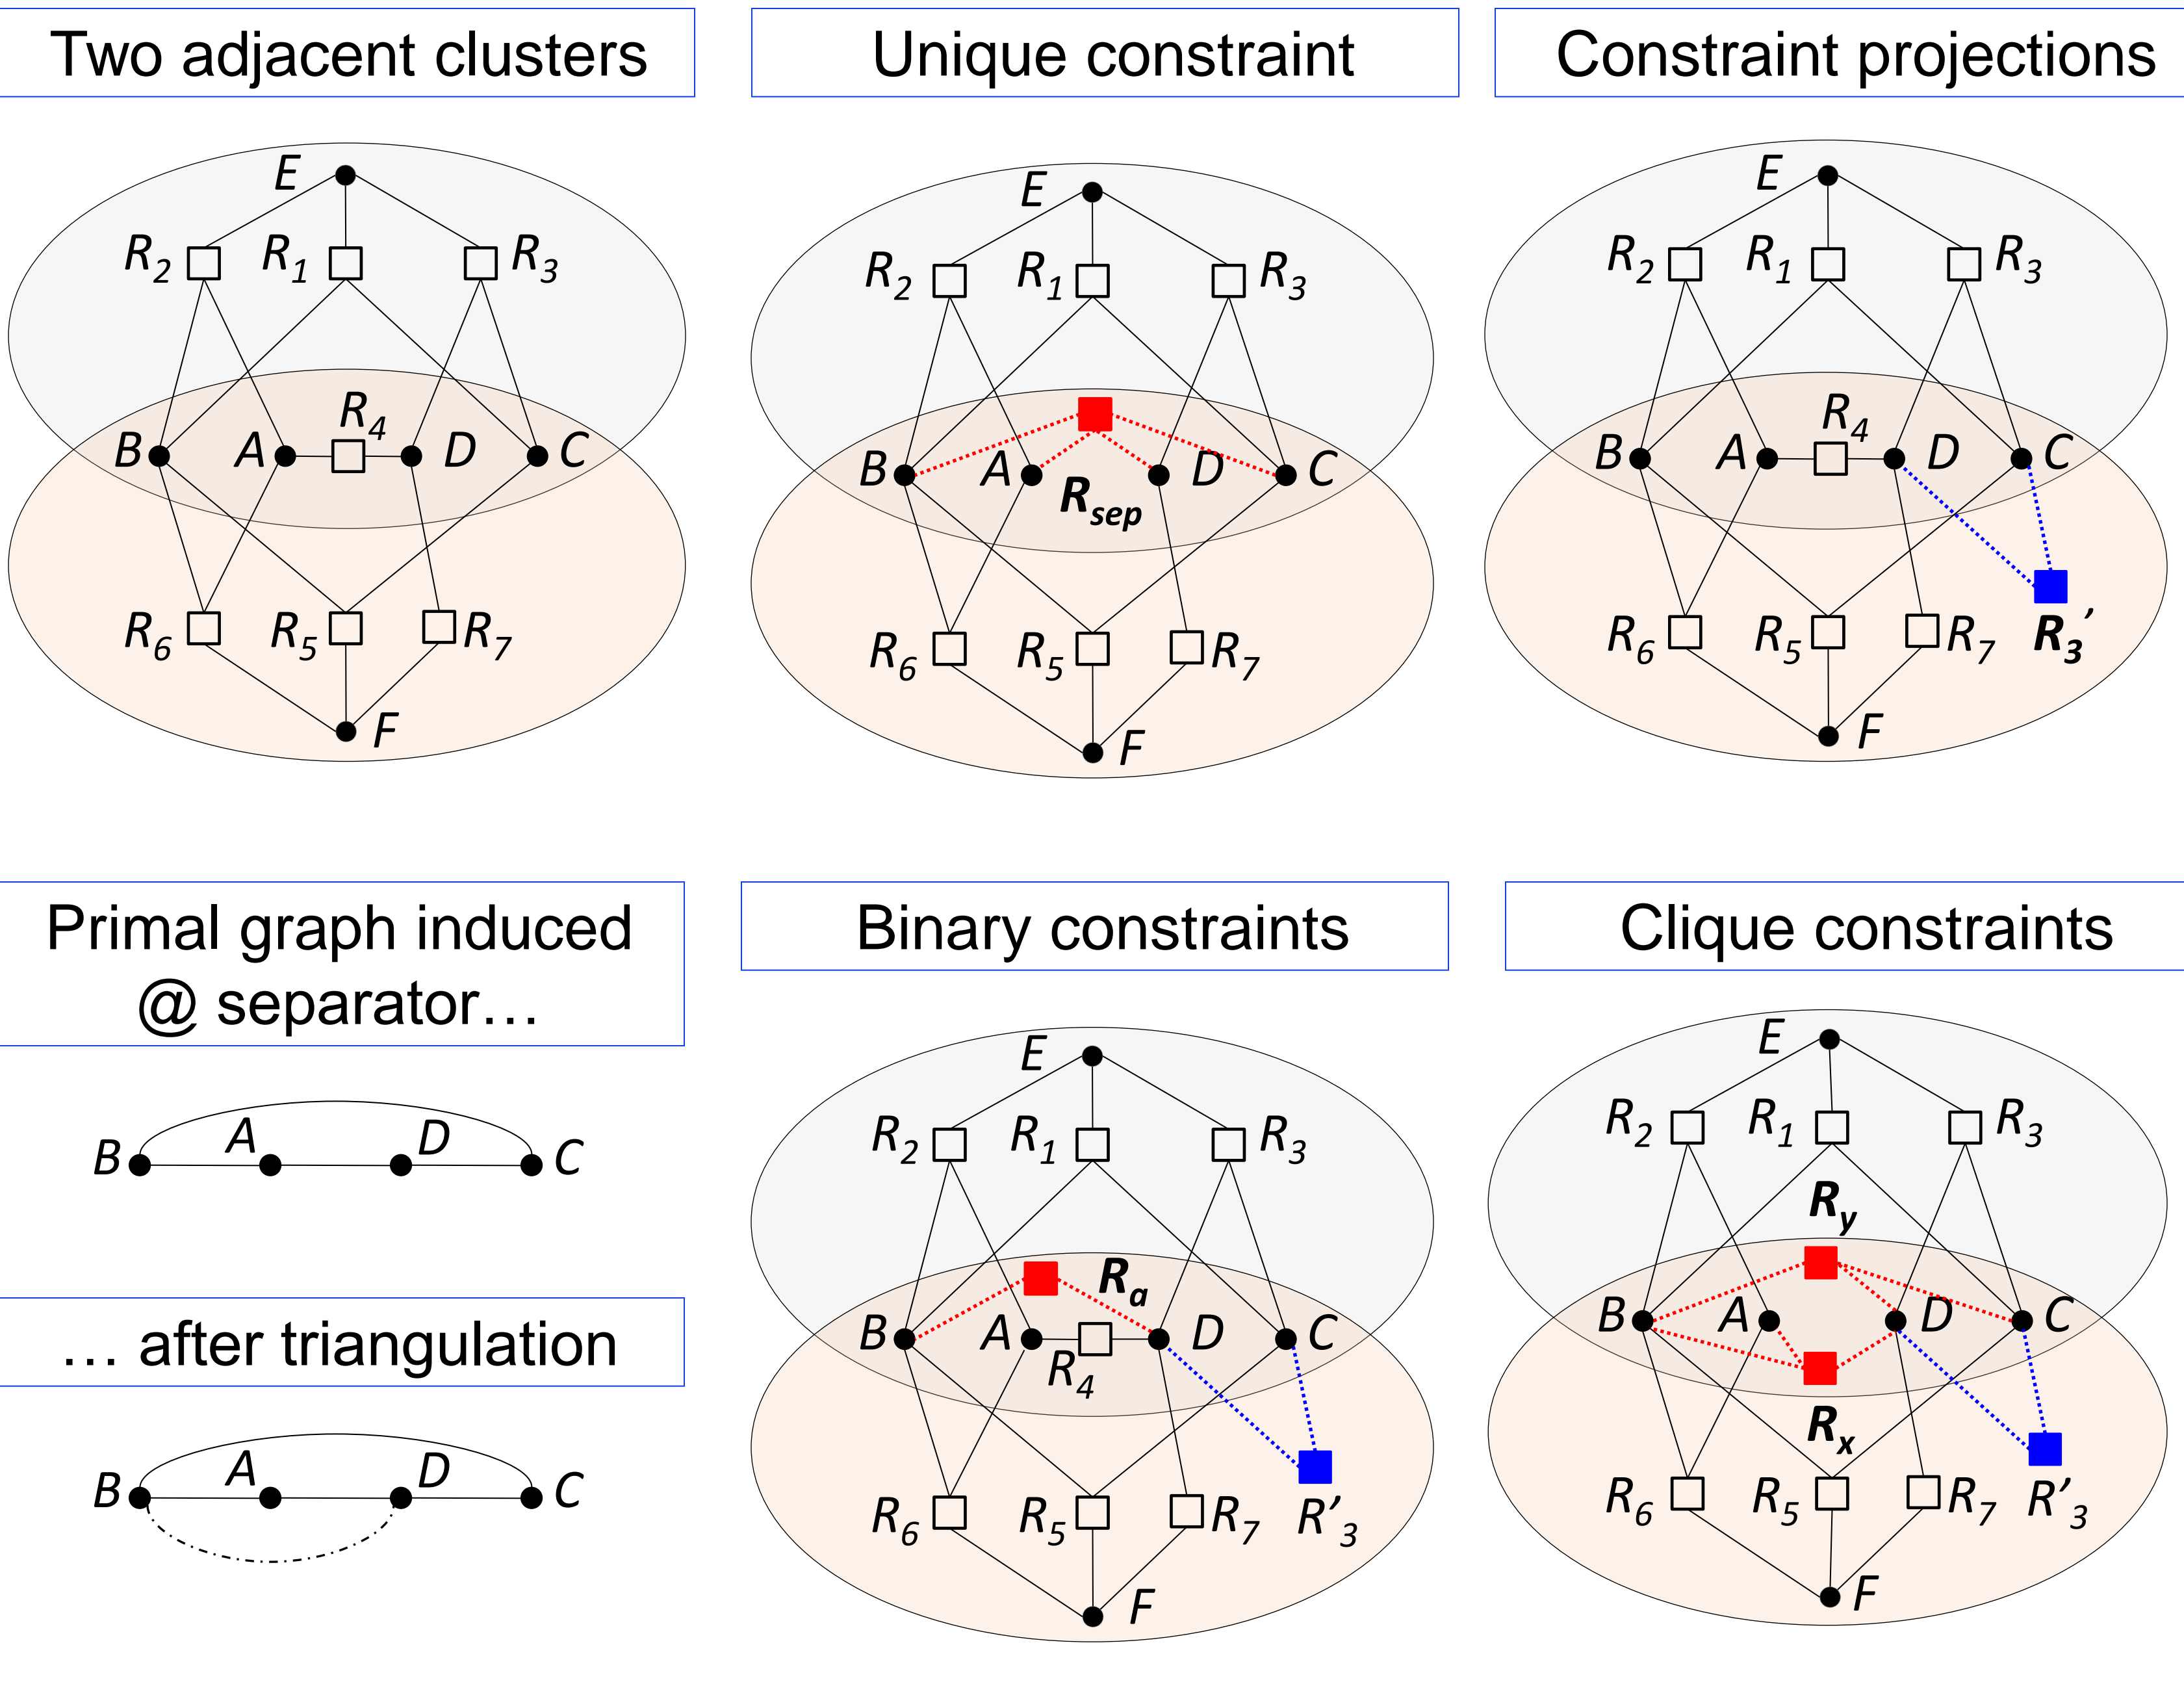 Two adjacent clusters
Unique constraint
Constraint projections
E
R2 R1 R3
R4
B A D C
R6 R5 R7
F
E
R2 R1 R3
B A D C
Rsep
R6 R5 R7
F
E
R2 R1 R3
R4
B A D C
R6 R5 R7 R3’
F
Primal graph induced
@ separator…
B A D C
… after triangulation
B A D C
Binary constraints
E
R2 R1 R3
Ra
B A D C
R4
R6 R5 R7 R’3
F
Clique constraints
E
R2 R1 R3
Ry
B A D C
Rx
R6 R5 R7 R’3
F